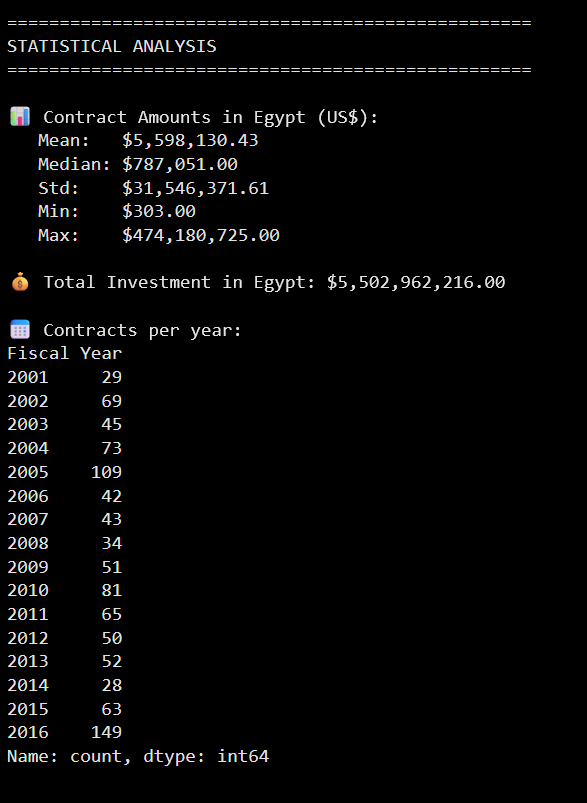 ==================================================
STATISTICAL ANALYSIS
==================================================
📊 Contract Amounts in Egypt (US$):
Mean: $5,598,130.43
Median: $787,051.00
Std: $31,546,371.61
Min: $303.00
Max: $474,180,725.00
💰 Total Investment in Egypt: $5,502,962,216.00
📅 Contracts per year:
Fiscal Year
2001 29
2002 69
2003 45
2004 73
2005 109
2006 42
2007 43
2008 34
2009 51
2010 81
2011 65
2012 50
2013 52
2014 28
2015 63
2016 149
Name: count, dtype: int64